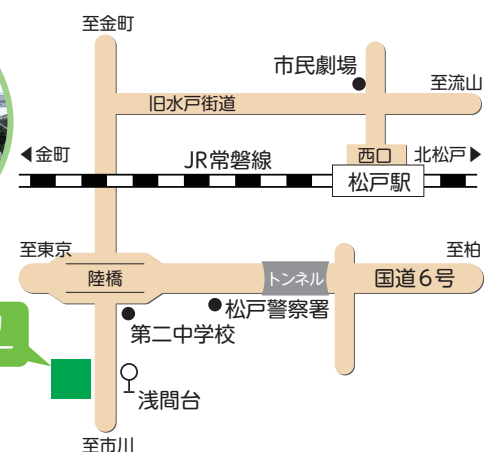 至金町
市民劇場
至流山
旧水戸街道
金町
JR常磐線
西口
北松戸
松戸駅
至東京
至柏
陸橋
トンネル
国道6号
松戸警察署
第二中学校
浅間台
至市川